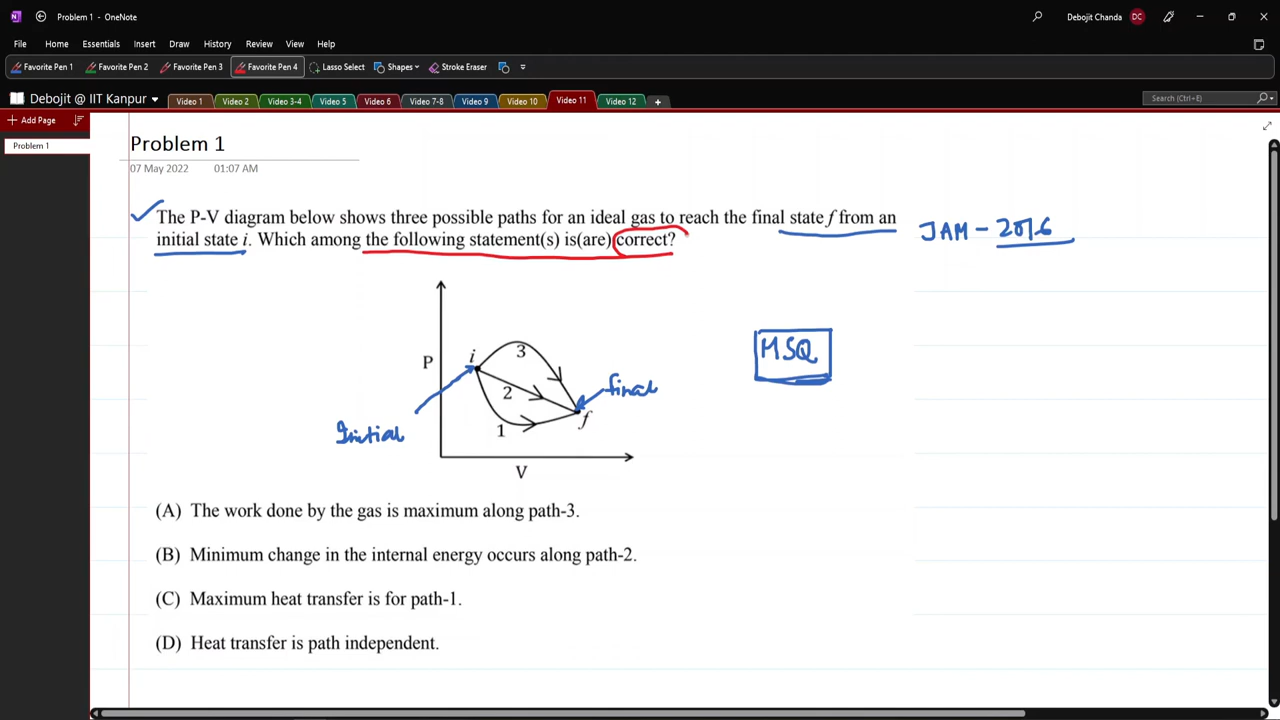 Problem 1 - OneNote
Debojit Chanda DC
File Home Essentials Insert Draw History Review View Help
Favorite Pen 1 Favorite Pen 2 Favorite Pen 3 Favorite Pen 4 Lasso Select Shapes Stroke Eraser
Debojit @ IIT Kanpur Video 1 Video 2 Video 3-4 Video 5 Video 6 Video 7-8 Video 9 Video 10 Video 11 Video 12 Search (Ctrl+E)
Add Page
Problem 1
Problem 1
07 May 2022 01:07 AM
The P-V diagram below shows three possible paths for an ideal gas to reach the final state f from an
initial state i. Which among the following statement(s) is(are) correct?
JAM - 2016
MSQ
P
i
3
2
1
f
final
Initial
V
(A) The work done by the gas is maximum along path-3.
(B) Minimum change in the internal energy occurs along path-2.
(C) Maximum heat transfer is for path-1.
(D) Heat transfer is path independent.